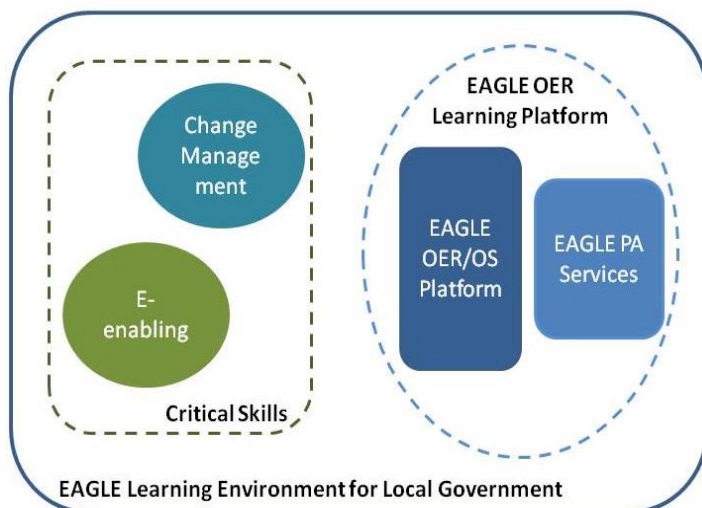 Change
Manage
ment
E-
enabling
Critical Skills
EAGLE OER
Learning Platform
EAGLE
OER/OS
Platform
EAGLE PA
Services
EAGLE Learning Environment for Local Government